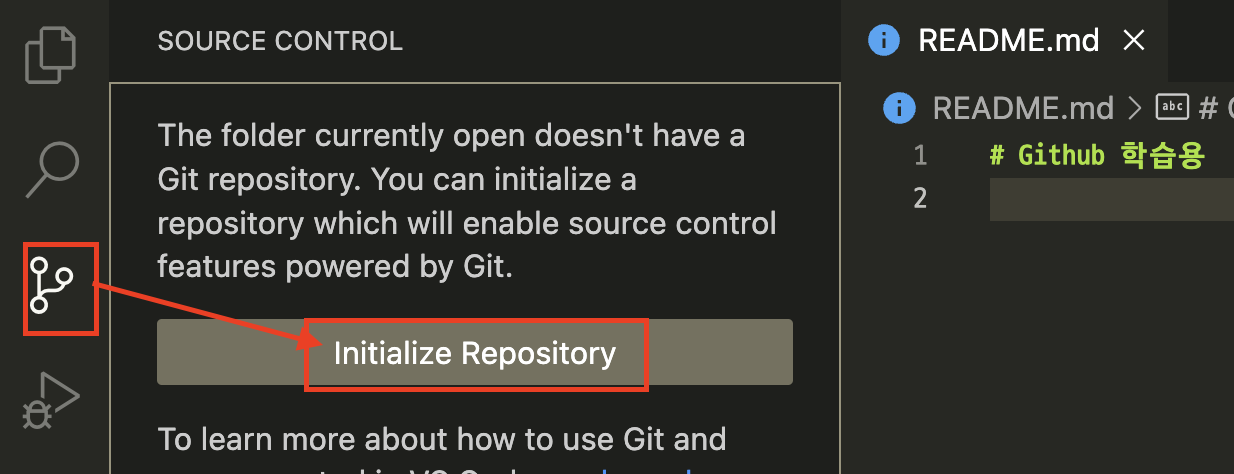 SOURCE CONTROL
The folder currently open doesn't have a
Git repository. You can initialize a
repository which will enable source control
features powered by Git.
Initialize Repository
To learn more about how to use Git and
README.md
README.md > abc #
1 # Github 학습용
2